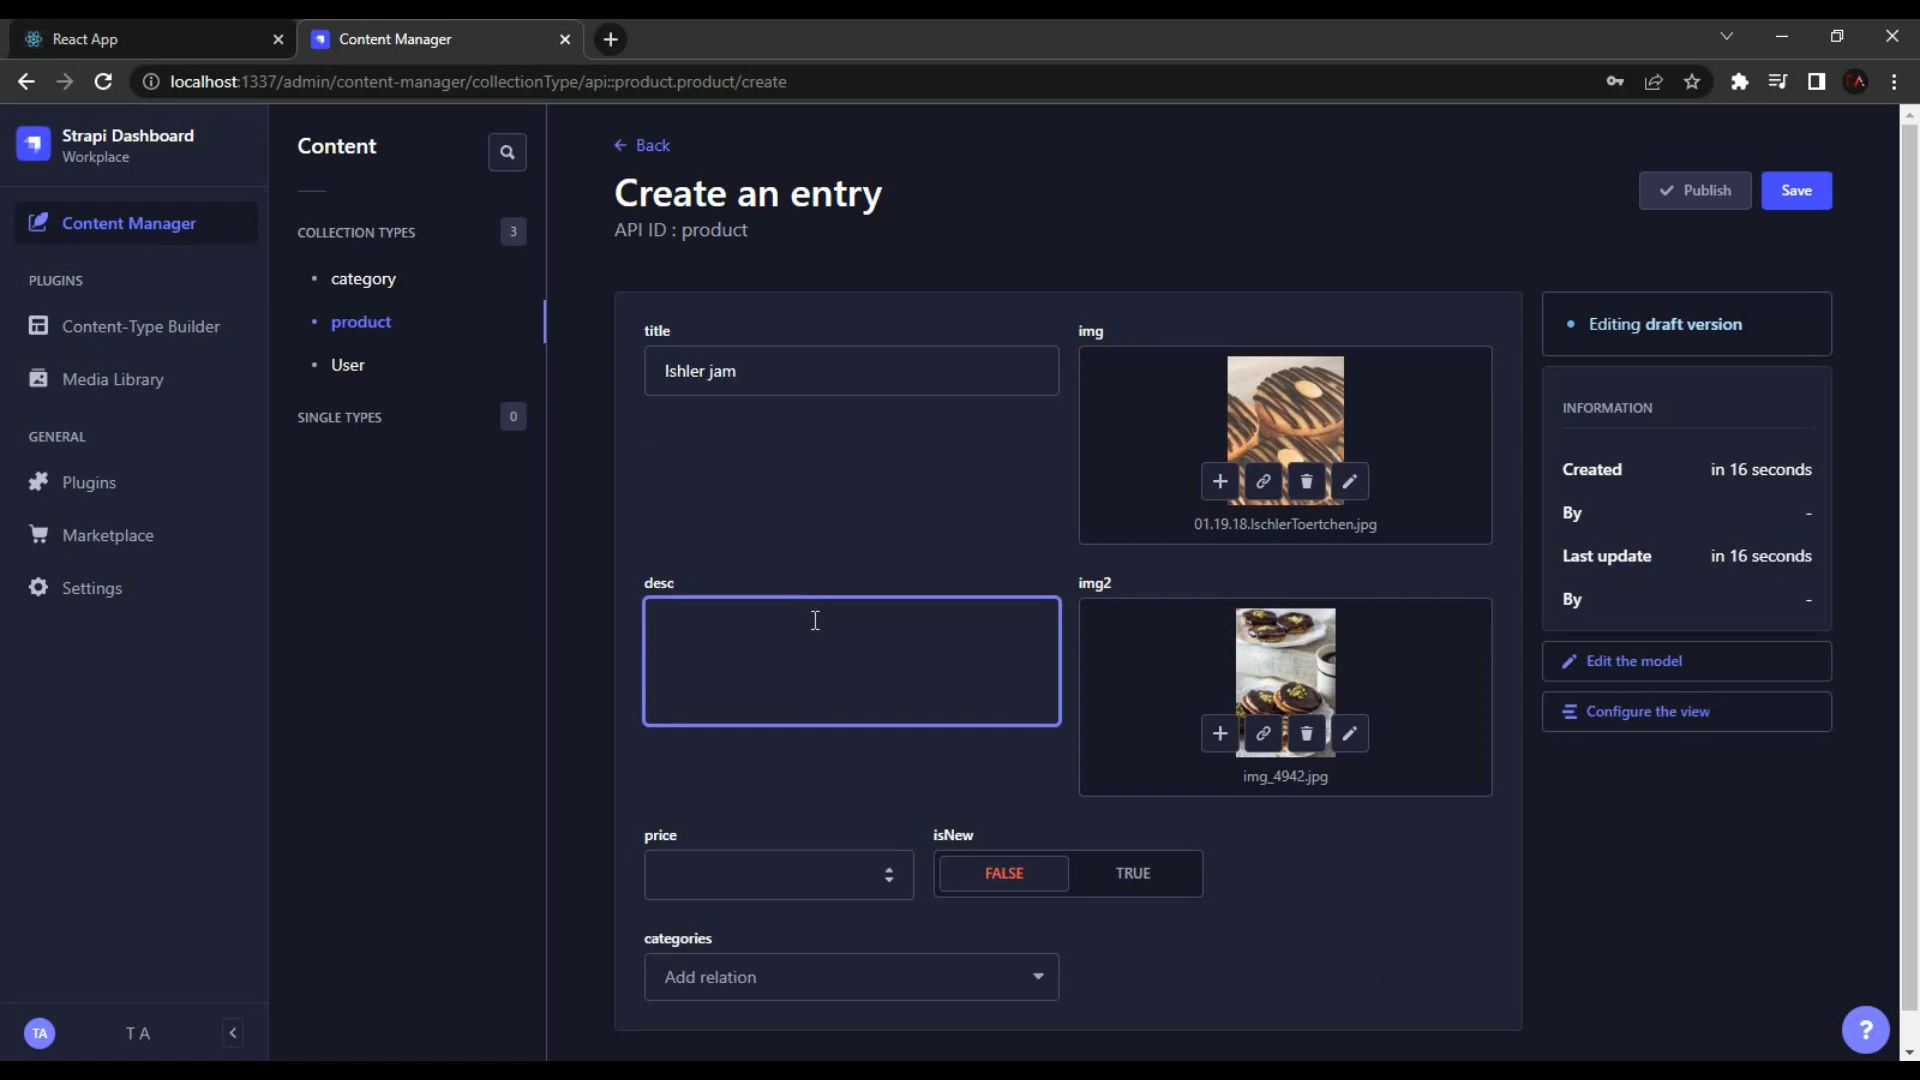 React App
Content Manager
localhost:1337/admin/content-manager/collectionType/api::product.product/create
Strapi Dashboard
Workplace
Content Manager
PLUGINS
Content-Type Builder
Media Library
GENERAL
Plugins
Marketplace
Settings
TA
T A
Content
COLLECTION TYPES 3
category
product
User
SINGLE TYPES 0
Back
Create an entry
API ID : product
Publish
Save
title
Ishler jam
img
01.19.18.IschlerToertchen.jpg
desc
img2
img_4942.jpg
price
isNew
FALSE TRUE
categories
Add relation
Editing draft version
INFORMATION
Created in 16 seconds
By -
Last update in 16 seconds
By -
Edit the model
Configure the view
?